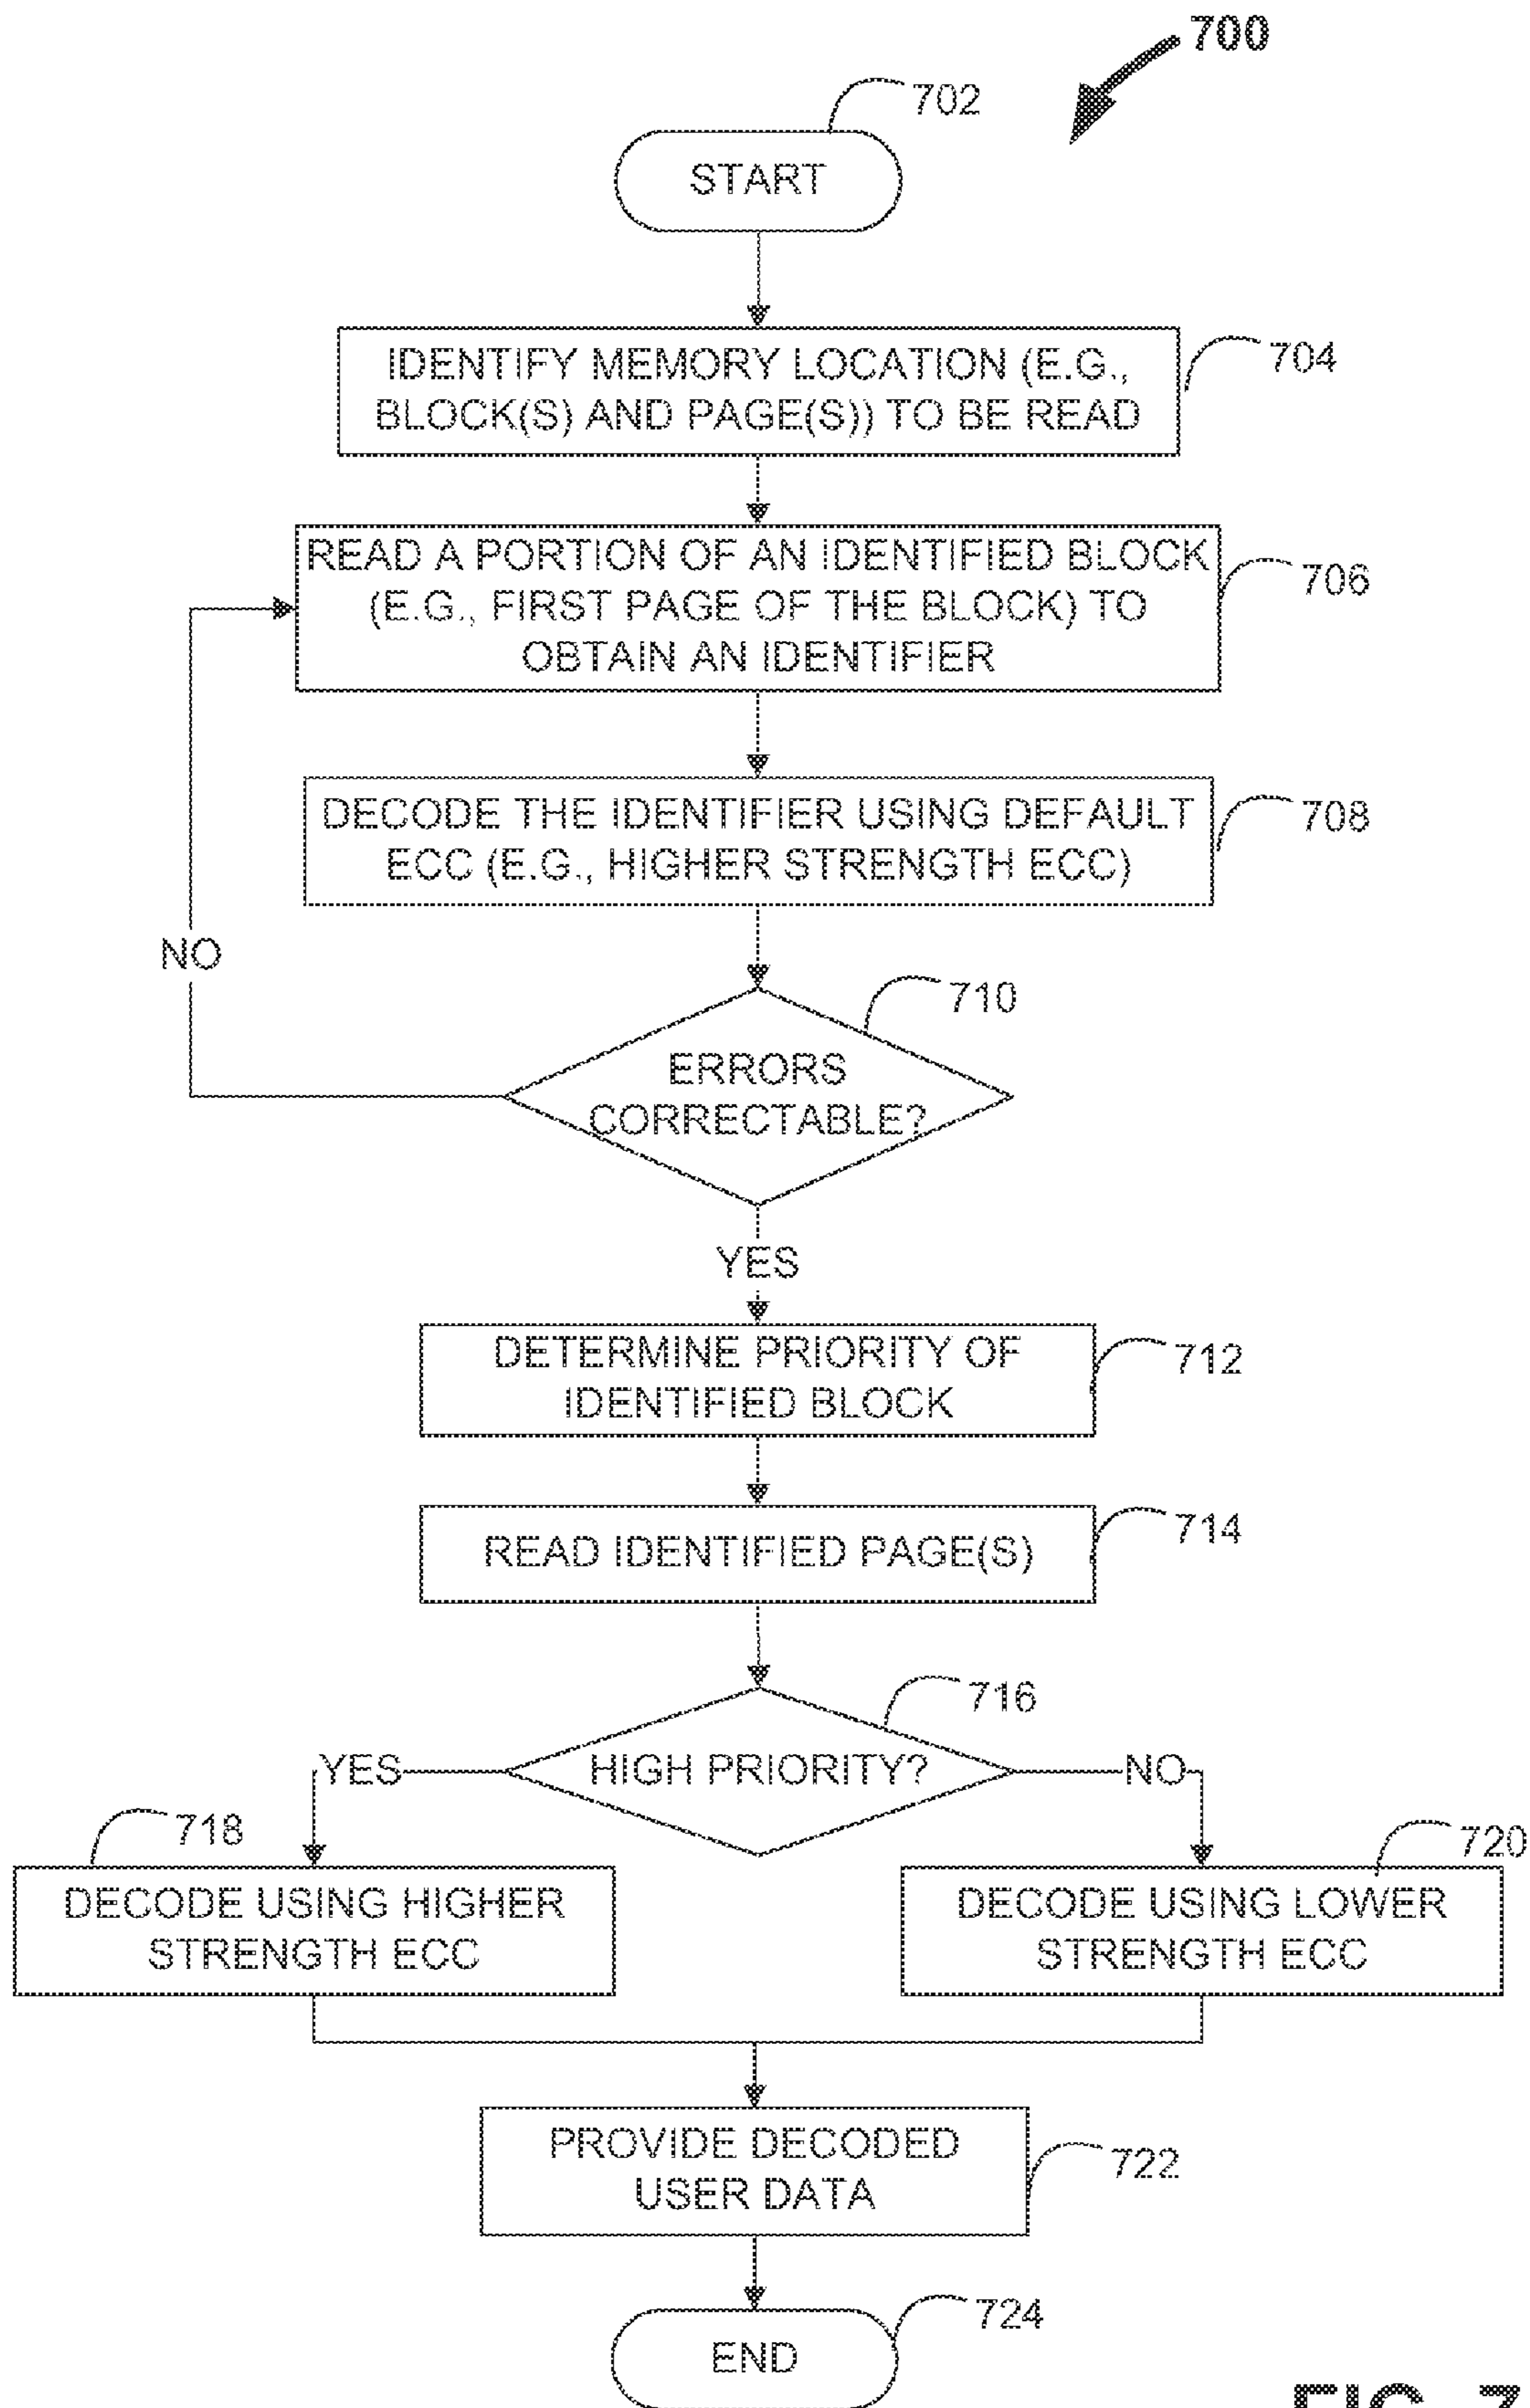 700
702
START
IDENTIFY MEMORY LOCATION (E.G.,
BLOCK(S) AND PAGE(S)) TO BE READ
704
READ A PORTION OF AN IDENTIFIED BLOCK
(E.G., FIRST PAGE OF THE BLOCK) TO
OBTAIN AN IDENTIFIER
706
DECODE THE IDENTIFIER USING DEFAULT
ECC (E.G., HIGHER STRENGTH ECC)
708
NO
710
ERRORS
CORRECTABLE?
YES
DETERMINE PRIORITY OF
IDENTIFIED BLOCK
712
READ IDENTIFIED PAGE(S)
714
716
YES
HIGH PRIORITY?
NO
718
720
DECODE USING HIGHER
STRENGTH ECC
DECODE USING LOWER
STRENGTH ECC
PROVIDE DECODED
USER DATA
722
724
END
FIG. 7